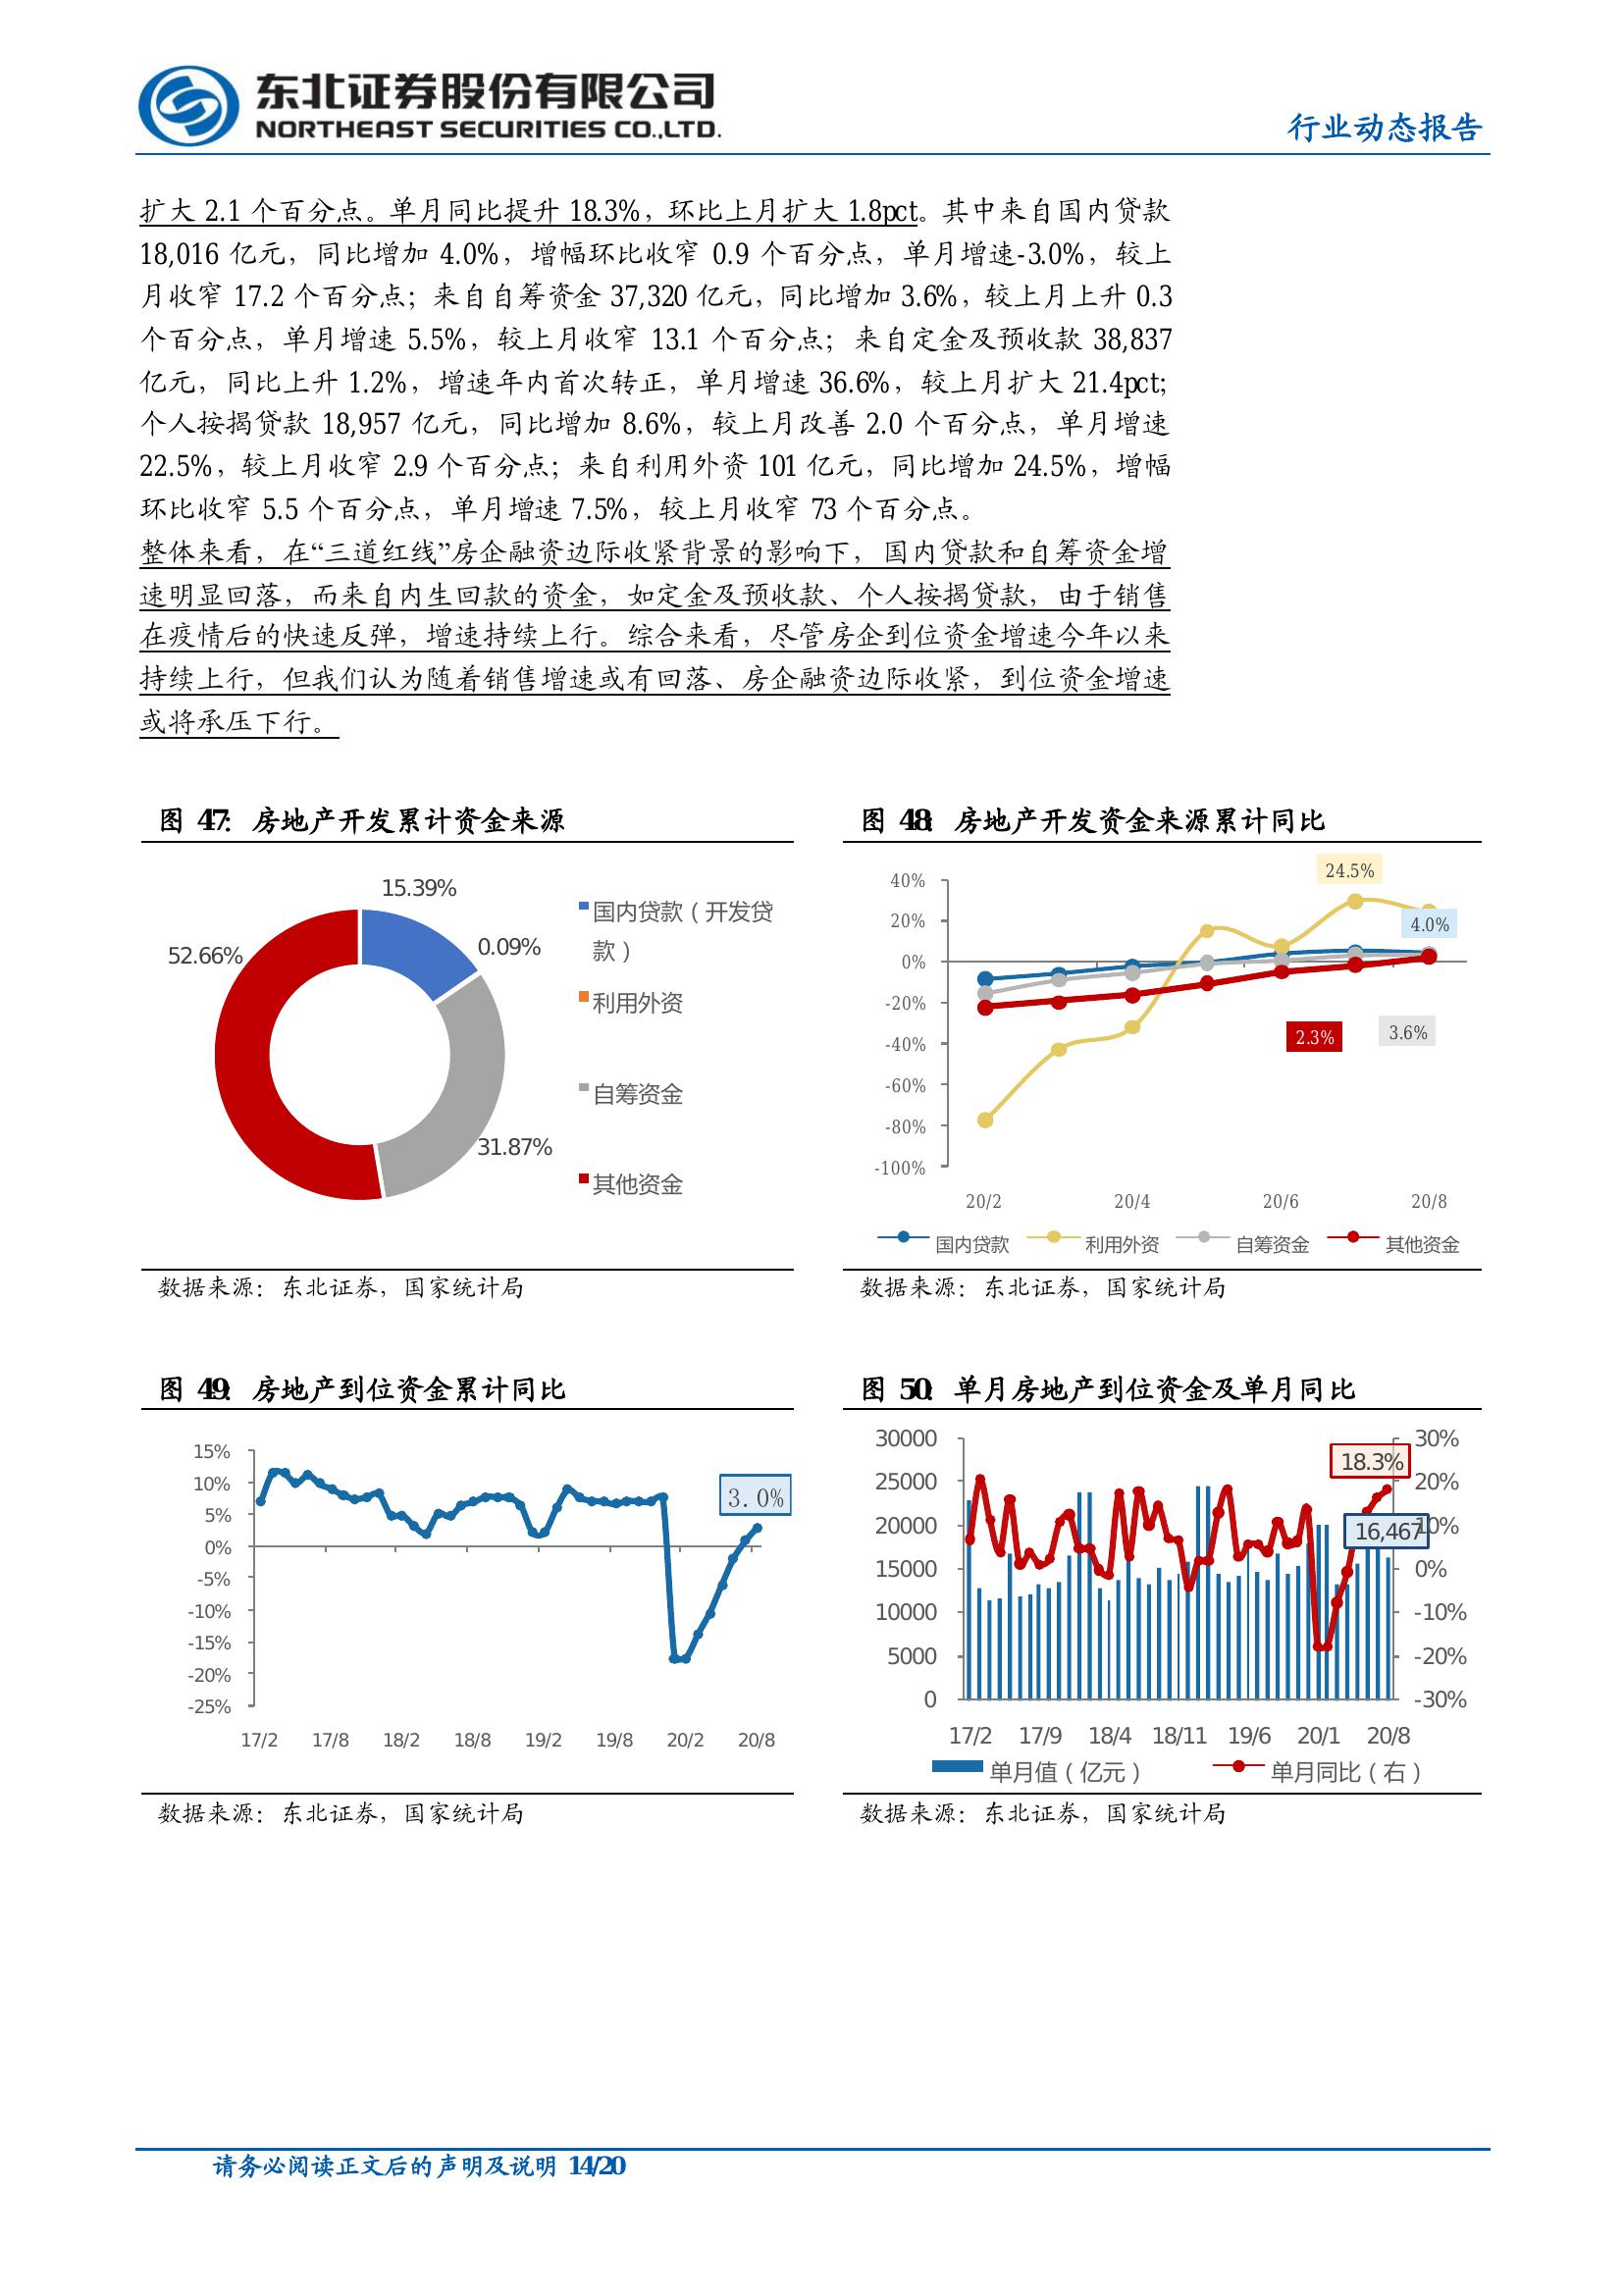 东北证券股份有限公司
NORTHEAST SECURITIES CO.,LTD.
行业动态报告
扩大 2.1 个百分点。单月同比提升 18.3%，环比上月扩大 1.8pct。其中来自国内贷款
18,016 亿元，同比增加 4.0%，增幅环比收窄 0.9 个百分点，单月增速-3.0%，较上
月收窄 17.2 个百分点；来自自筹资金 37,320 亿元，同比增加 3.6%，较上月上升 0.3
个百分点，单月增速 5.5%，较上月收窄 13.1 个百分点；来自定金及预收款 38,837
亿元，同比上升 1.2%，增速年内首次转正，单月增速 36.6%，较上月扩大 21.4pct；
个人按揭贷款 18,957 亿元，同比增加 8.6%，较上月改善 2.0 个百分点，单月增速
22.5%，较上月收窄 2.9 个百分点；来自利用外资 101 亿元，同比增加 24.5%，增幅
环比收窄 5.5 个百分点，单月增速 7.5%，较上月收窄 73 个百分点。
整体来看，在“三道红线”房企融资边际收紧背景的影响下，国内贷款和自筹资金增
速明显回落，而来自内生回款的资金，如定金及预收款、个人按揭贷款，由于销售
在疫情后的快速反弹，增速持续上行。综合来看，尽管房企到位资金增速今年以来
持续上行，但我们认为随着销售增速或有回落、房企融资边际收紧，到位资金增速
或将承压下行。
图 47：房地产开发累计资金来源
15.39%
0.09%
52.66%
31.87%
国内贷款（开发贷
款）
利用外资
自筹资金
其他资金
数据来源：东北证券，国家统计局
图 48：房地产开发资金来源累计同比
40%
20%
0%
-20%
-40%
-60%
-80%
-100%
24.5%
4.0%
2.3%
3.6%
20/2 20/4 20/6 20/8
国内贷款 利用外资 自筹资金 其他资金
数据来源：东北证券，国家统计局
图 49：房地产到位资金累计同比
15%
10%
5%
0%
-5%
-10%
-15%
-20%
-25%
3.0%
17/2 17/8 18/2 18/8 19/2 19/8 20/2 20/8
数据来源：东北证券，国家统计局
图 50：单月房地产到位资金及单月同比
30000
25000
20000
15000
10000
5000
0
18.3%
16,467
30%
20%
10%
0%
-10%
-20%
-30%
17/2 17/9 18/4 18/11 19/6 20/1 20/8
单月值（亿元） 单月同比（右）
数据来源：东北证券，国家统计局
请务必阅读正文后的声明及说明 14/20